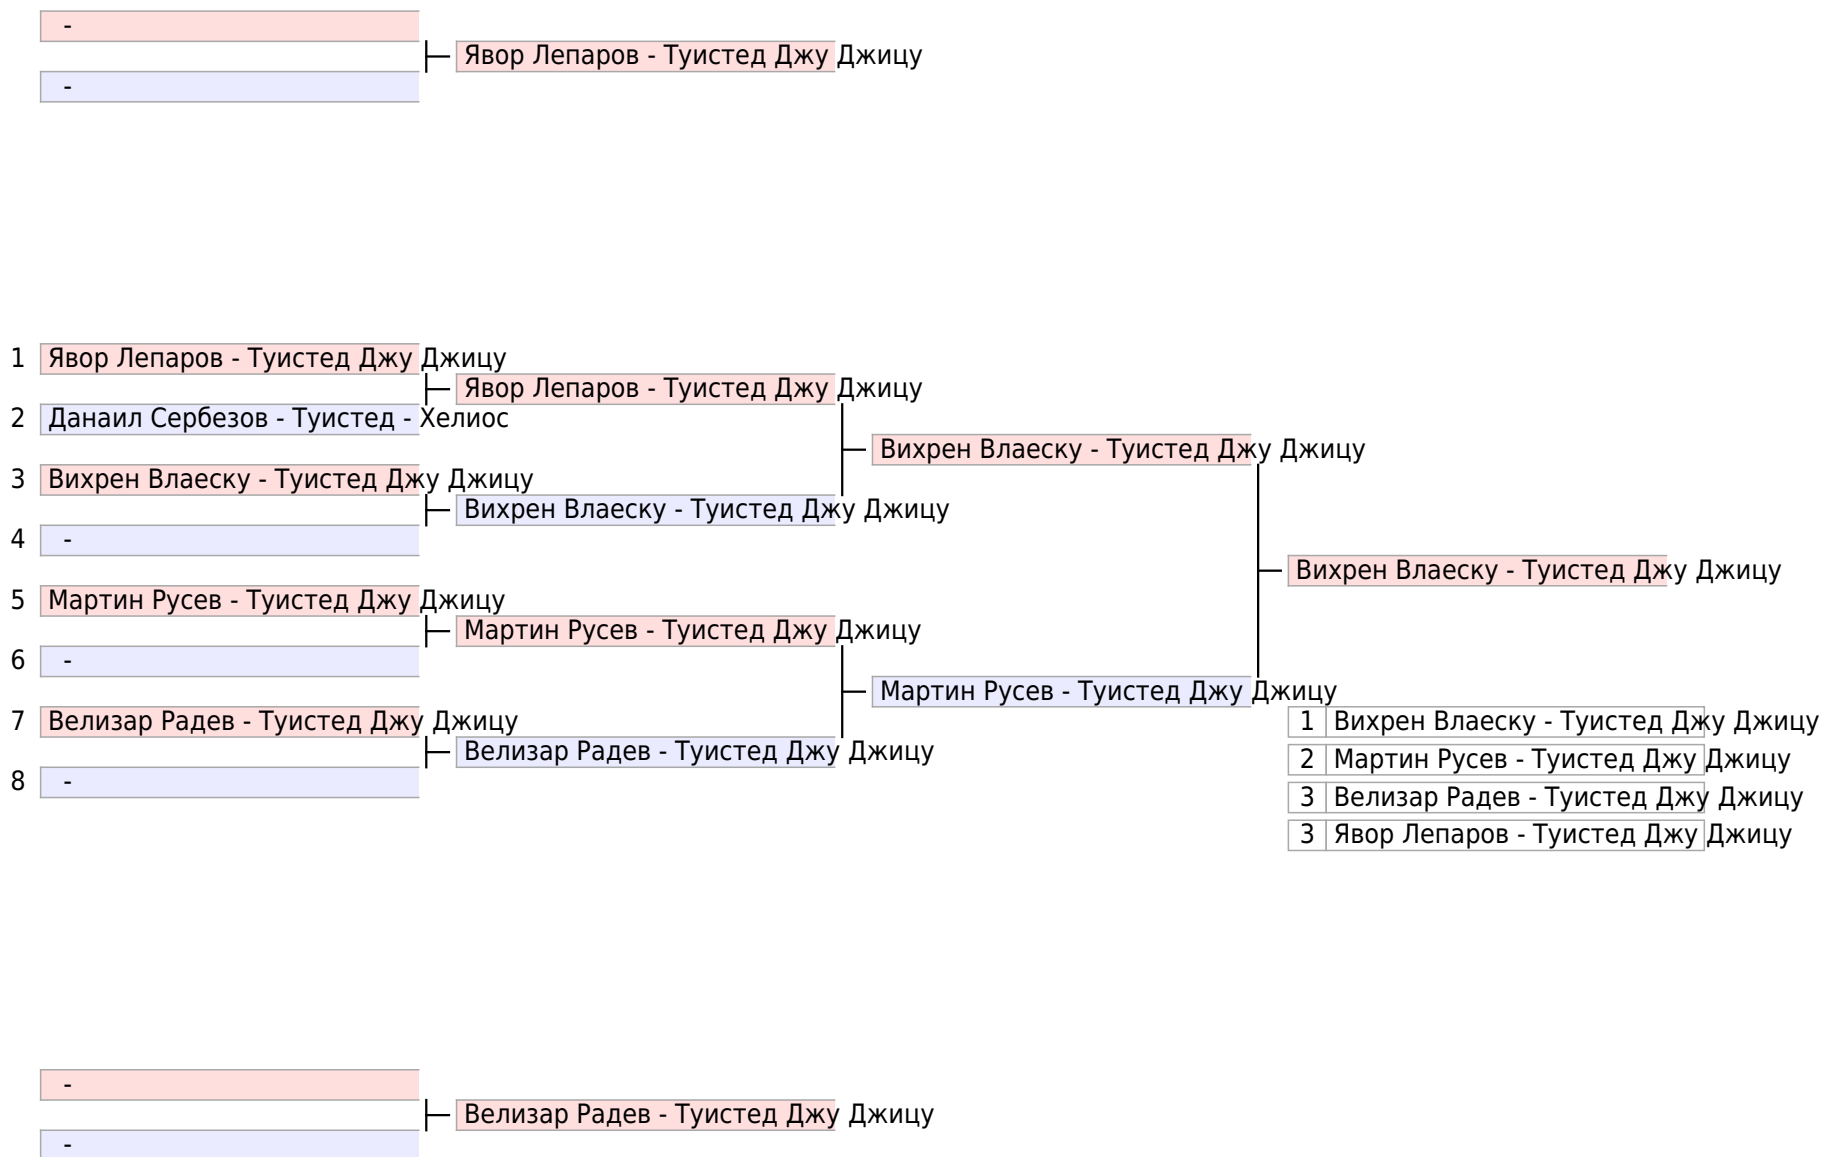 -
Явор Лепаров - Туистед Джу Джицу
-
1 Явор Лепаров - Туистед Джу Джицу
Явор Лепаров - Туистед Джу Джицу
2 Данаил Сербезов - Туистед - Хелиос
Вихрен Влаеску - Туистед Джу Джицу
3 Вихрен Влаеску - Туистед Джу Джицу
Вихрен Влаеску - Туистед Джу Джицу
4 -
Вихрен Влаеску - Туистед Джу Джицу
5 Мартин Русев - Туистед Джу Джицу
Мартин Русев - Туистед Джу Джицу
6 -
Мартин Русев - Туистед Джу Джицу
7 Велизар Радев - Туистед Джу Джицу
Велизар Радев - Туистед Джу Джицу
8 -
1 Вихрен Влаеску - Туистед Джу Джицу
2 Мартин Русев - Туистед Джу Джицу
3 Велизар Радев - Туистед Джу Джицу
3 Явор Лепаров - Туистед Джу Джицу
-
Велизар Радев - Туистед Джу Джицу
-